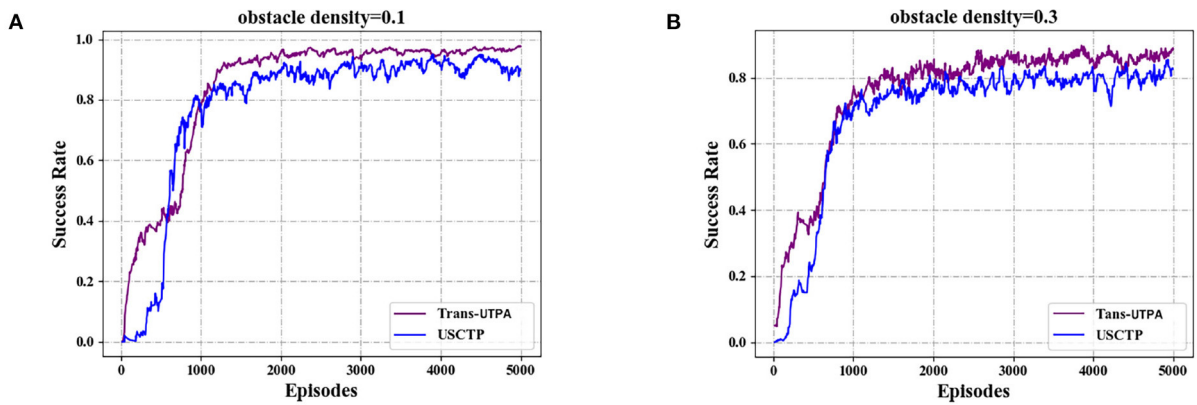 A
obstacle density=0.1
Success Rate
1.0
0.8
0.6
0.4
0.2
0.0
Trans-UTPA
USCTP
0 1000 2000 3000 4000 5000
Episodes
B
obstacle density=0.3
Success Rate
0.8
0.6
0.4
0.2
0.0
Tans-UTPA
USCTP
0 1000 2000 3000 4000 5000
Episodes